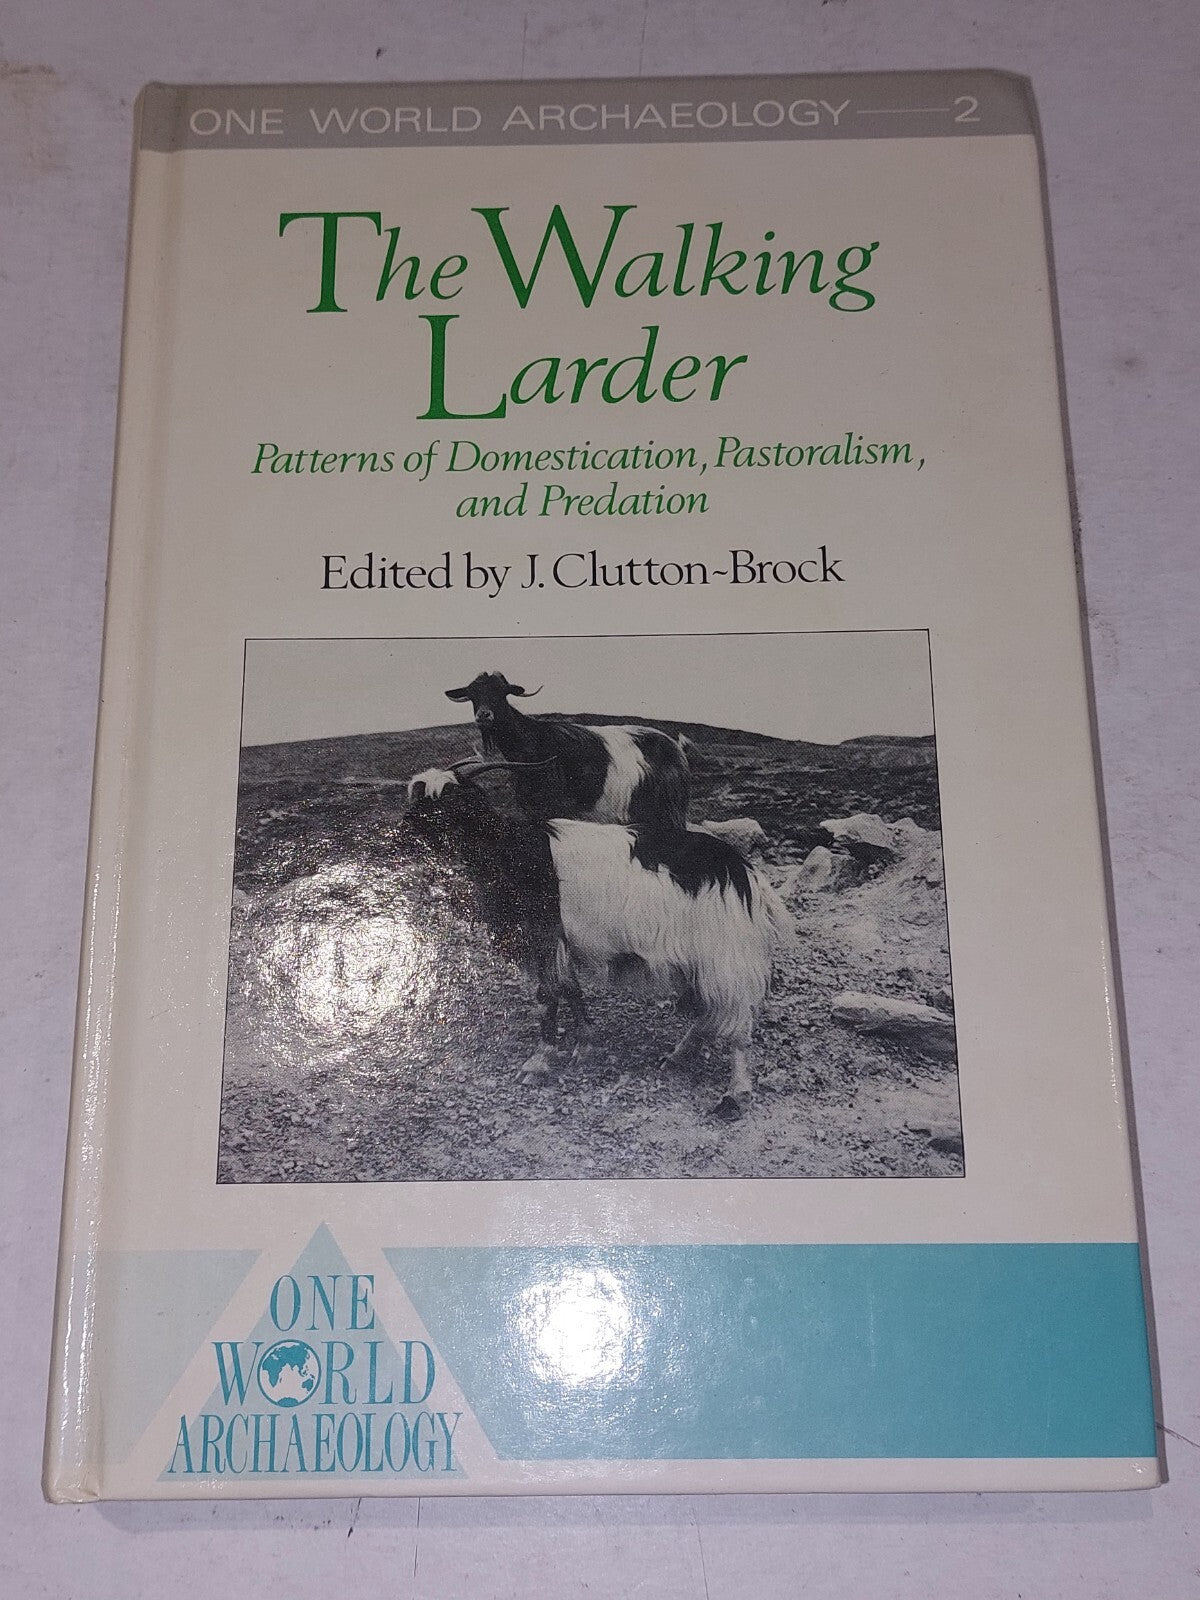 ONE WORLD ARCHAEOLOGY — 2
The Walking
Larder
Patterns of Domestication, Pastoralism,
and Predation
Edited by J. Clutton-Brock
ONE
WORLD
ARCHAEOLOGY